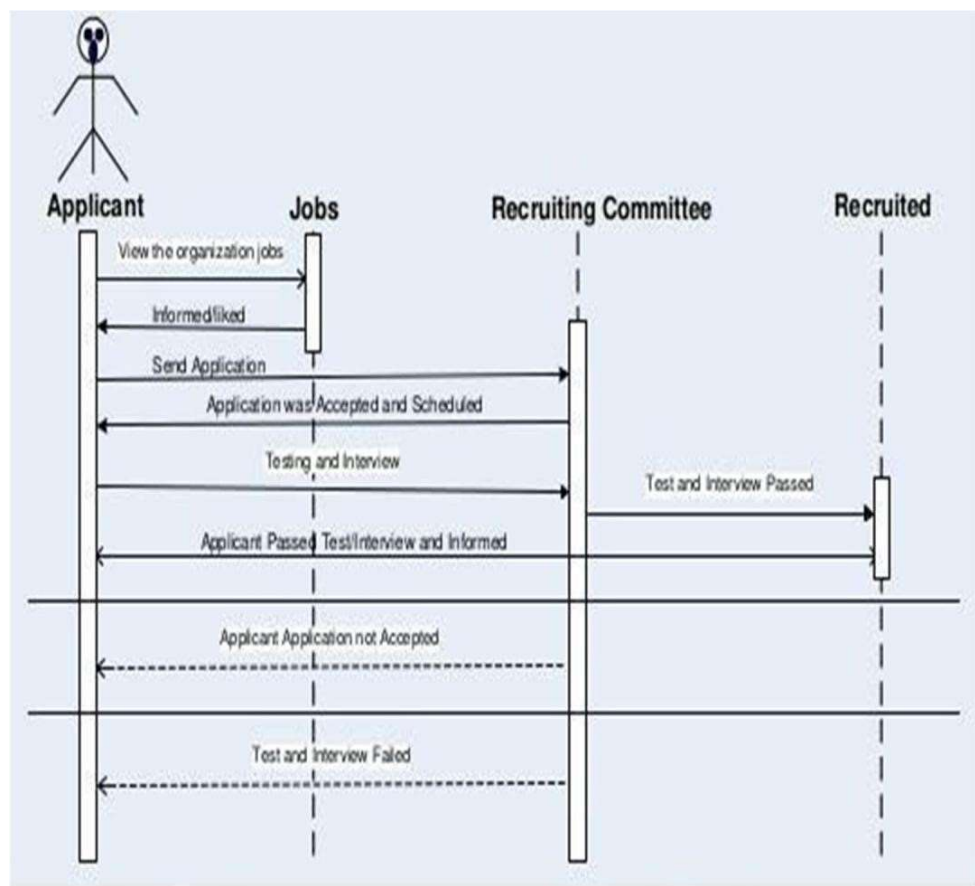 Applicant
Jobs
Recruiting Committee
Recruited
View the organization jobs
Informed/liked
Send Application
Application was Accepted and Scheduled
Testing and Interview
Test and Interview Passed
Applicant Passed Test/Interview and Informed
Applicant Application not Accepted
Test and Interview Failed